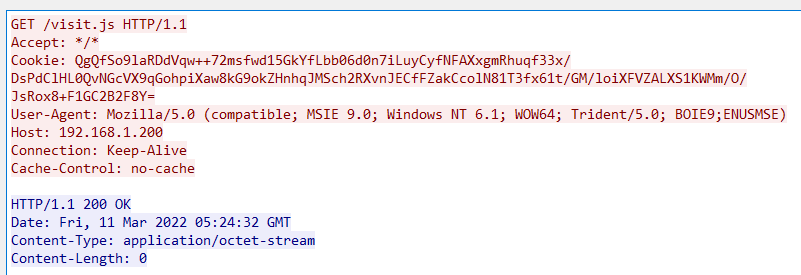 GET /visit.js HTTP/1.1
Accept: */*
Cookie: QgQfSo9laRDdVqw++72msfwd15GkYfLbb06d0n7iLuyCyfNFAXxgmRhuqf33x/
DsPdClHL0QvNGcVX9qGohpiXaw8kG9okZHnhqJMSch2RXvnJECfFZakCcolN81T3fx61t/GM/loiXFVZALXS1KWMm/O/
JsRox8+F1GC2B2F8Y=
User-Agent: Mozilla/5.0 (compatible; MSIE 9.0; Windows NT 6.1; WOW64; Trident/5.0; BOIE9;ENUSMSE)
Host: 192.168.1.200
Connection: Keep-Alive
Cache-Control: no-cache
HTTP/1.1 200 OK
Date: Fri, 11 Mar 2022 05:24:32 GMT
Content-Type: application/octet-stream
Content-Length: 0